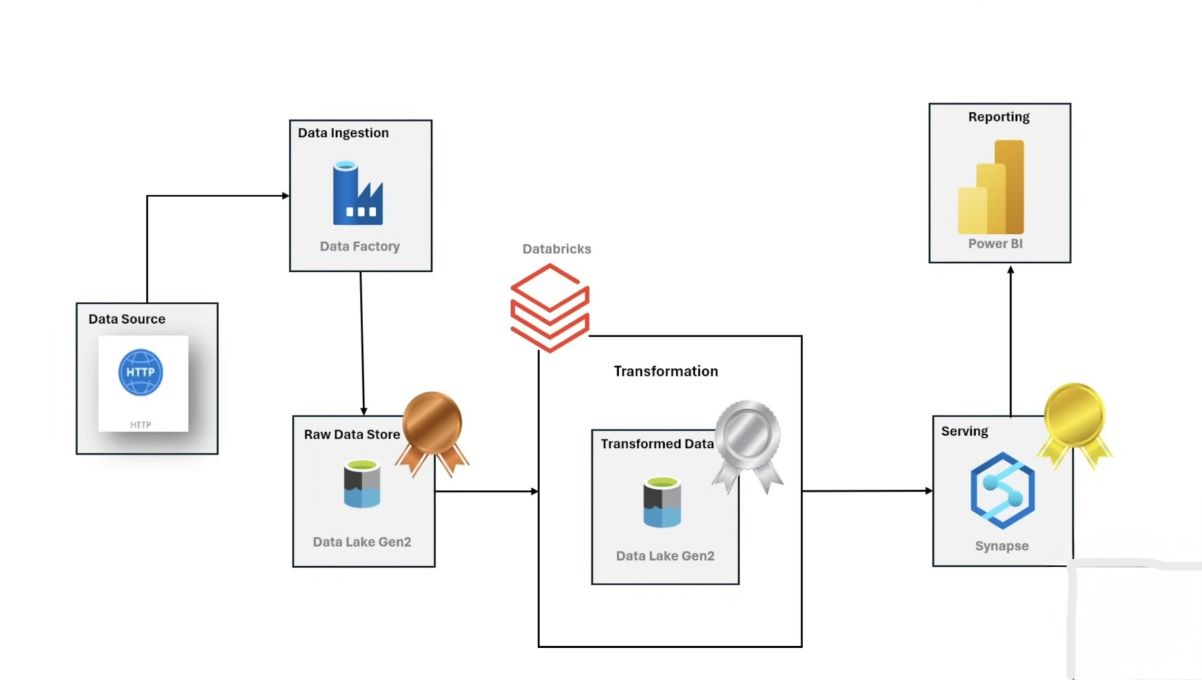 Data Source
HTTP
HTTP
Data Ingestion
Data Factory
Raw Data Store
Data Lake Gen2
Databricks
Transformation
Transformed Data
Data Lake Gen2
Serving
Synapse
Reporting
Power BI